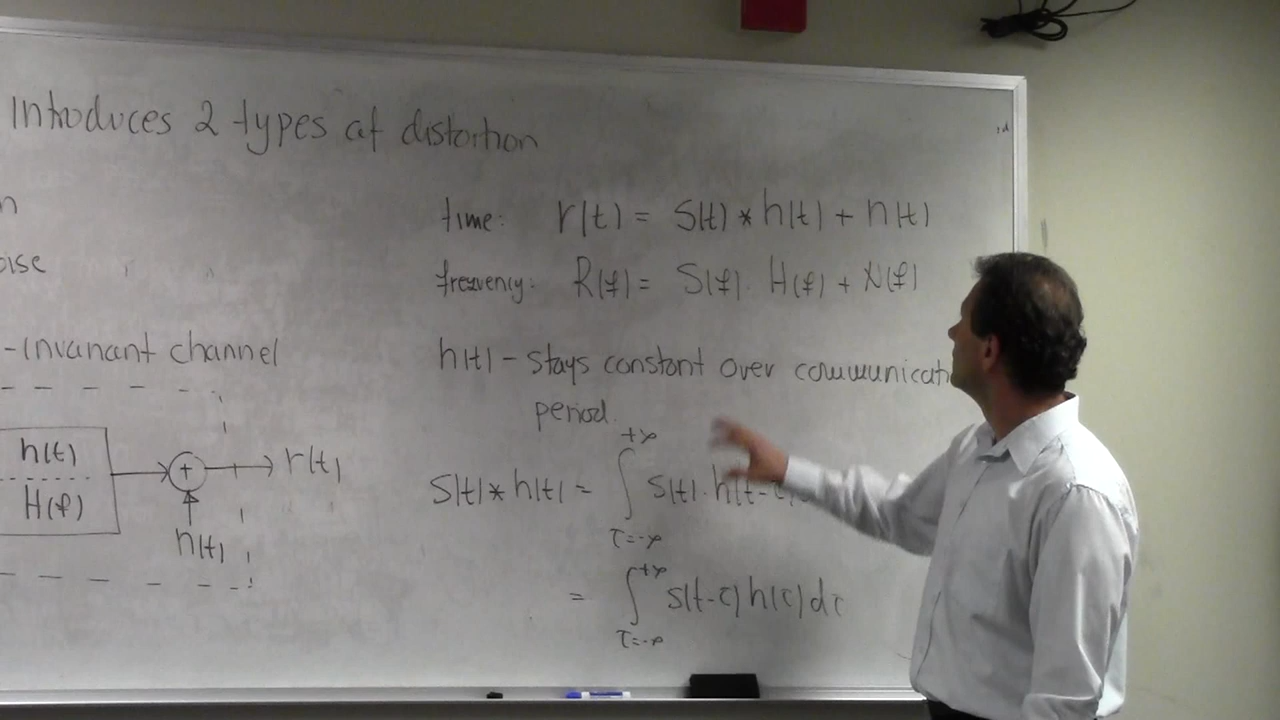 Introduces 2 types of distortion
n
oise
-invariant channel
h(t)
H(f)
+
r(t)
n(t)
time: r(t) = s(t) * h(t) + n(t)
frequency: R(f) = S(f) · H(f) + N(f)
h(t) - stays constant over communicati
period.
s(t) * h(t) = ∫ +∞ τ=-∞ s(t) · h(t-τ)
= ∫ +∞ τ=-∞ s(t-τ) h(τ) dτ